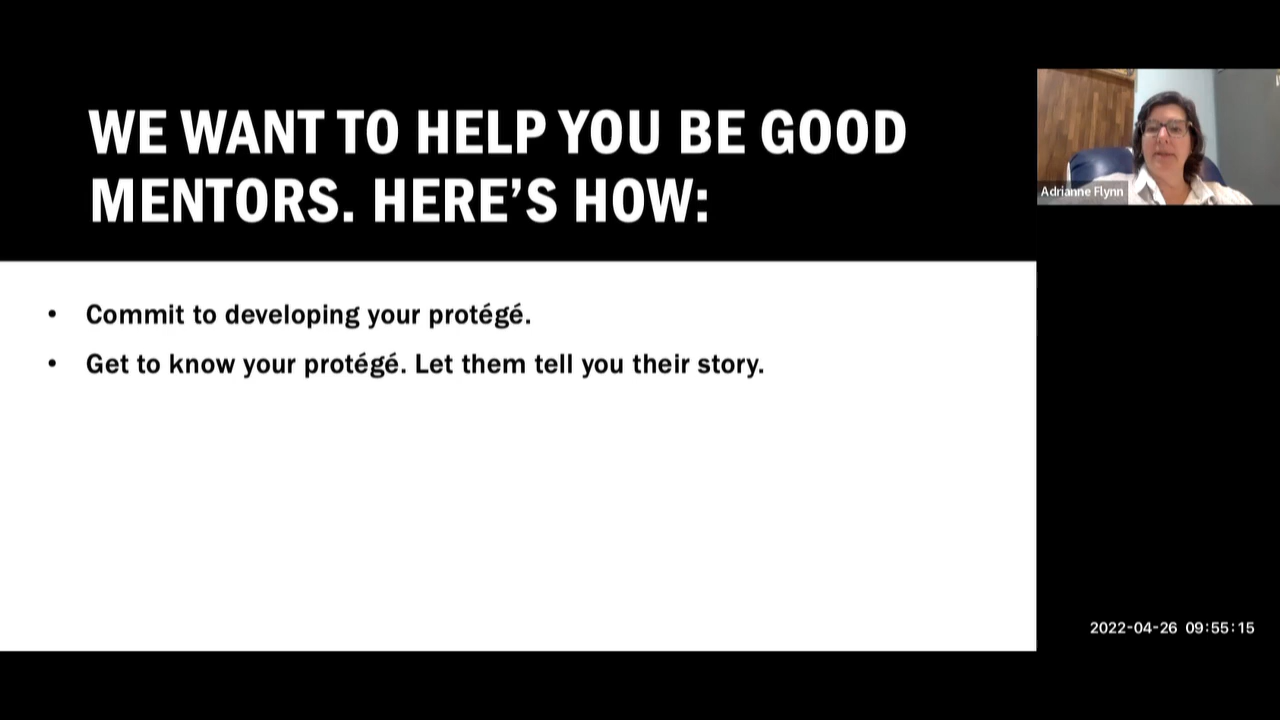 WE WANT TO HELP YOU BE GOOD
MENTORS. HERE’S HOW:
• Commit to developing your protégé.
• Get to know your protégé. Let them tell you their story.
Adrianne Flynn
2022-04-26 09:55:15